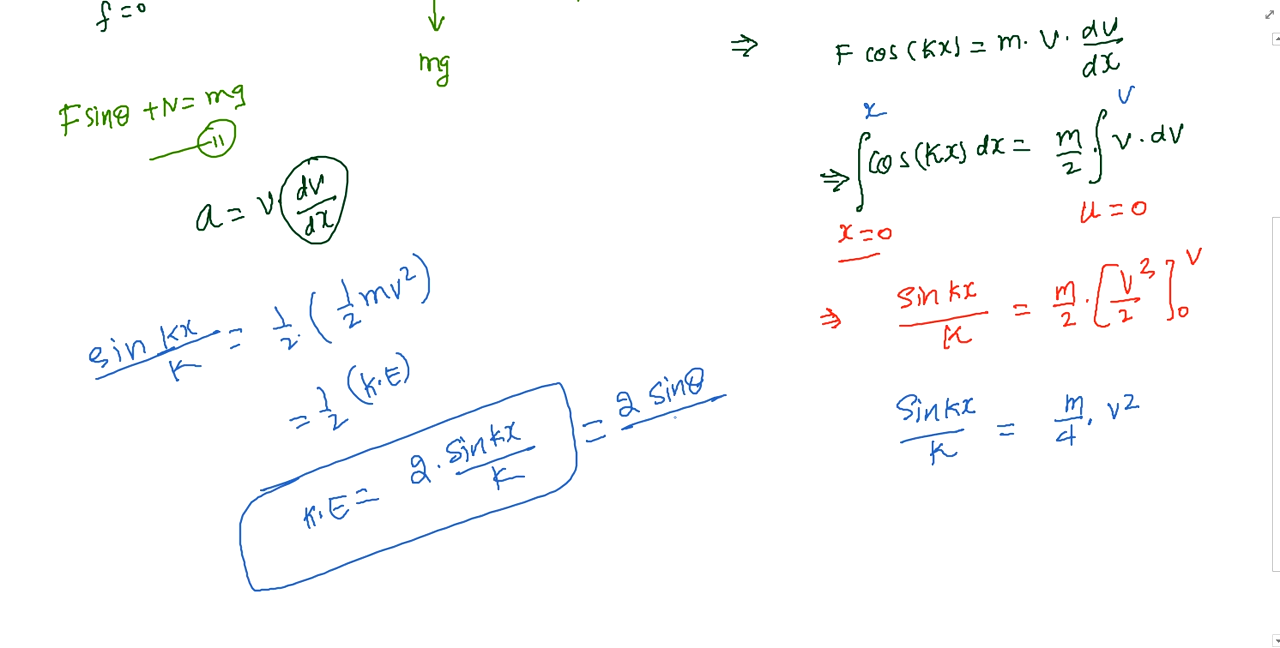 f = 0
mg
F sinθ + N = mg
11
a = v · dv/dx
sin kx/k = 1/2 · (1/2 mv²)
= 1/2 (K.E)
K.E = 2 · sin kx/k = 2 sinθ
⇒ F cos(kx) = m · v · dv/dx
x v
⇒ ∫ cos(kx) dx = m/2 · ∫ v · dv
x = 0 u = 0
⇒ sin kx/k = m/2 · [v²/2]₀ᵛ
sin kx/k = m/4 · v²